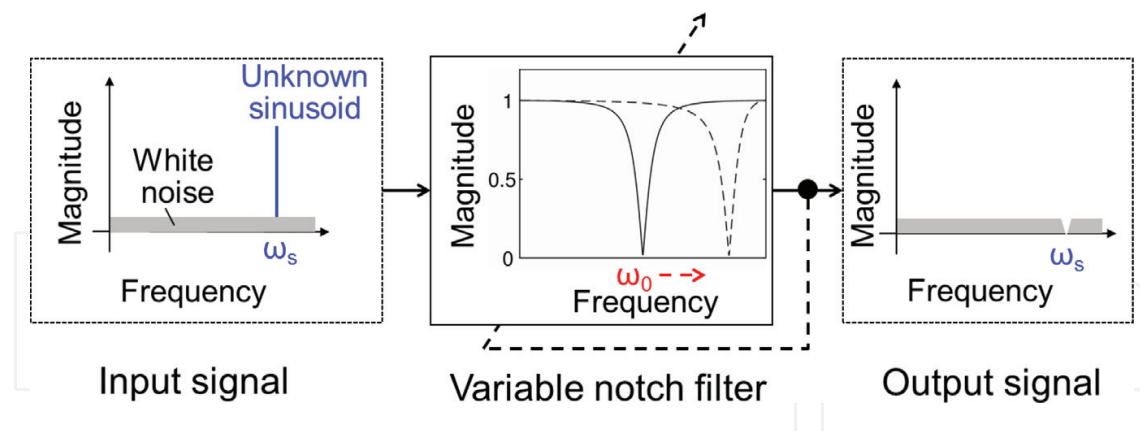 Magnitude
Unknown
sinusoid
White
noise
ωs
Frequency
Input signal
Magnitude
1
0.5
0
ω0
Frequency
Variable notch filter
Magnitude
ωs
Frequency
Output signal